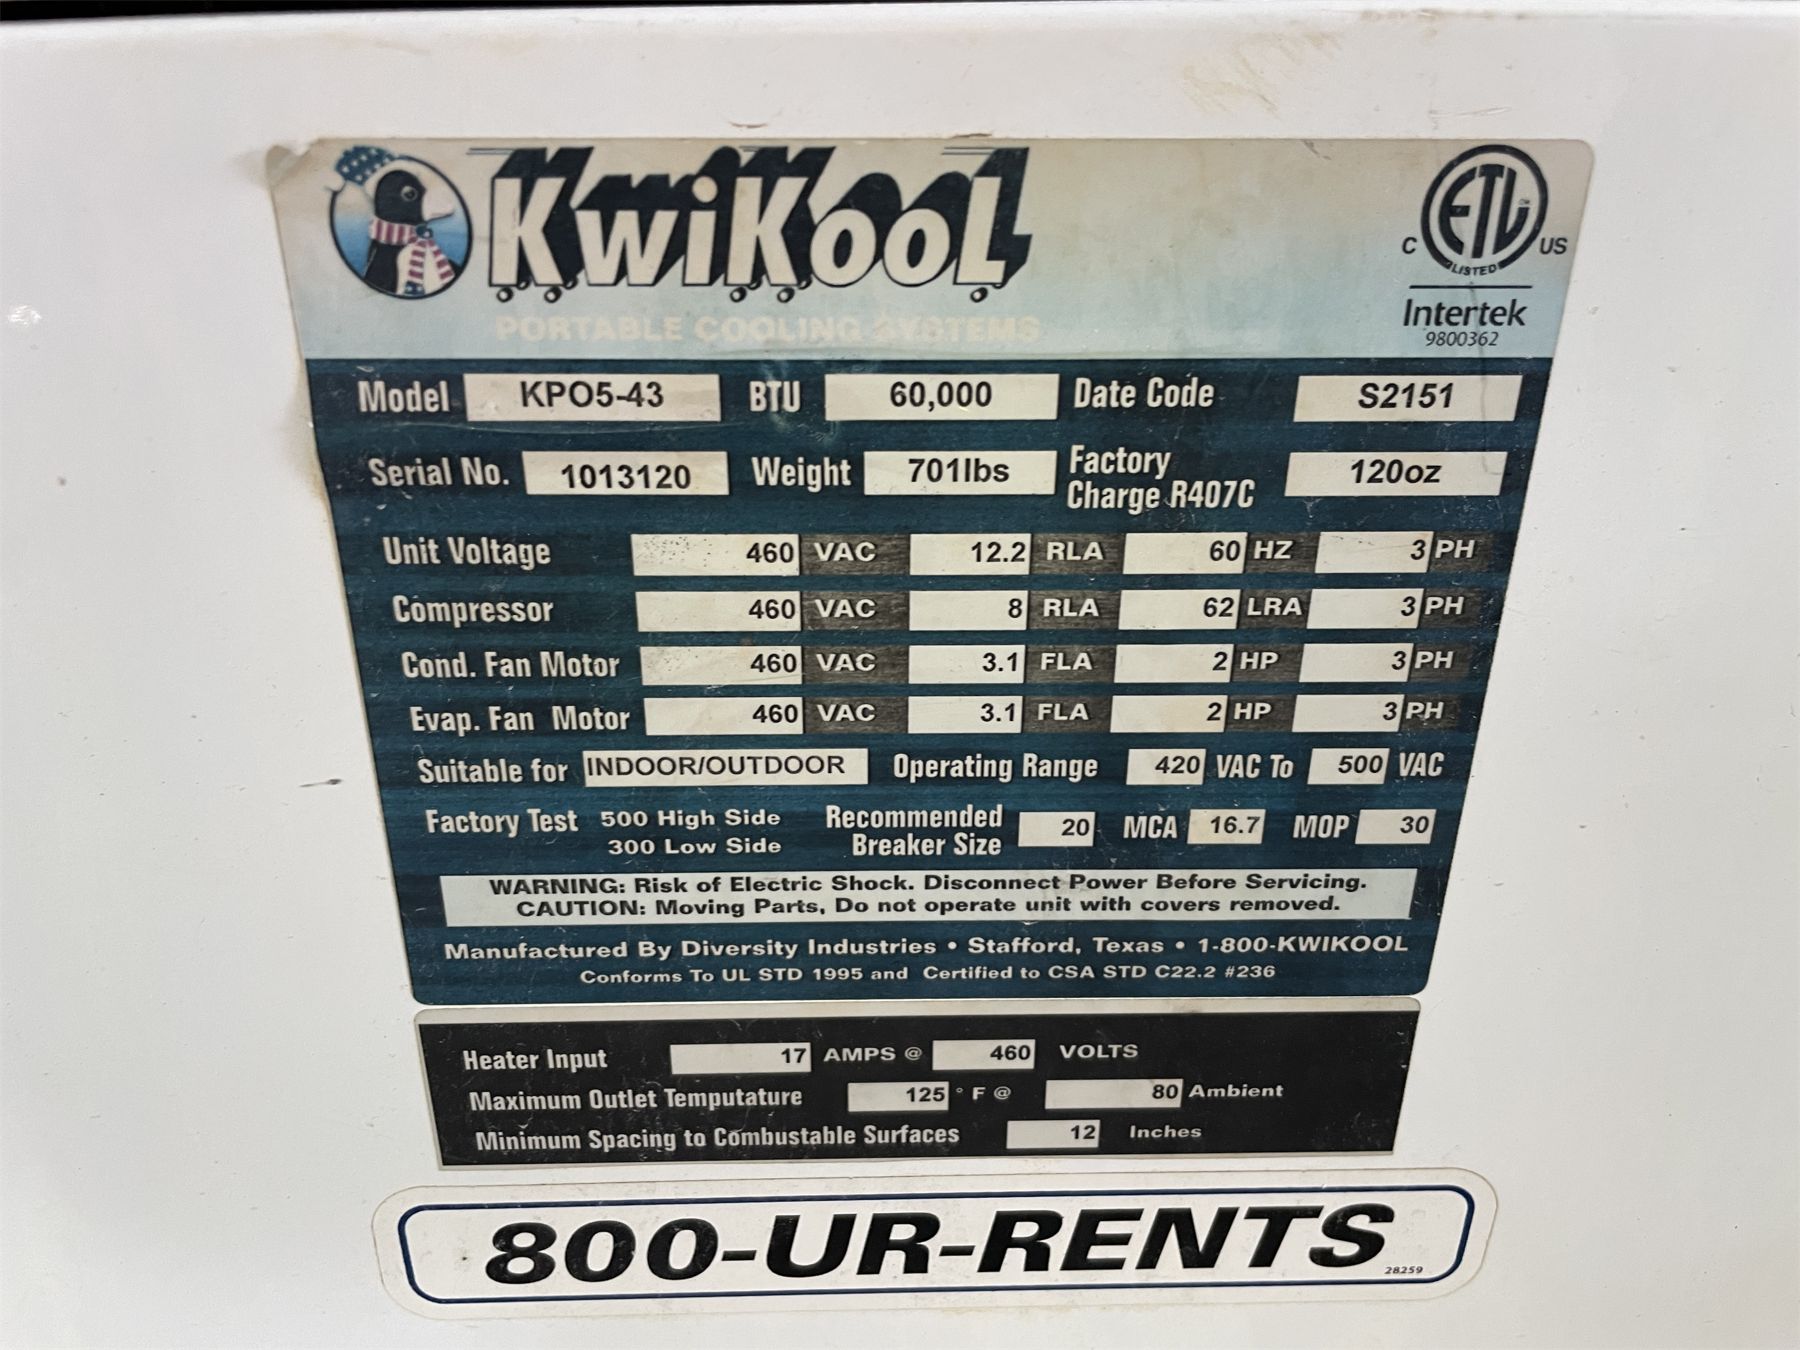 KwiKooL
PORTABLE COOLING SYSTEMS
C ETL US
LISTED
Intertek
9800362
Model KPO5-43 BTU 60,000 Date Code S2151
Serial No. 1013120 Weight 701lbs Factory Charge R407C 120oz
Unit Voltage 460 VAC 12.2 RLA 60 HZ 3 PH
Compressor 460 VAC 8 RLA 62 LRA 3 PH
Cond. Fan Motor 460 VAC 3.1 FLA 2 HP 3 PH
Evap. Fan Motor 460 VAC 3.1 FLA 2 HP 3 PH
Suitable for INDOOR/OUTDOOR Operating Range 420 VAC To 500 VAC
Factory Test 500 High Side
300 Low Side
Recommended
Breaker Size 20 MCA 16.7 MOP 30
WARNING: Risk of Electric Shock. Disconnect Power Before Servicing.
CAUTION: Moving Parts, Do not operate unit with covers removed.
Manufactured By Diversity Industries • Stafford, Texas • 1-800-KWIKOOL
Conforms To UL STD 1995 and Certified to CSA STD C22.2 #236
Heater Input 17 AMPS @ 460 VOLTS
Maximum Outlet Temputature 125 ° F @ 80 Ambient
Minimum Spacing to Combustable Surfaces 12 Inches
800-UR-RENTS
28259